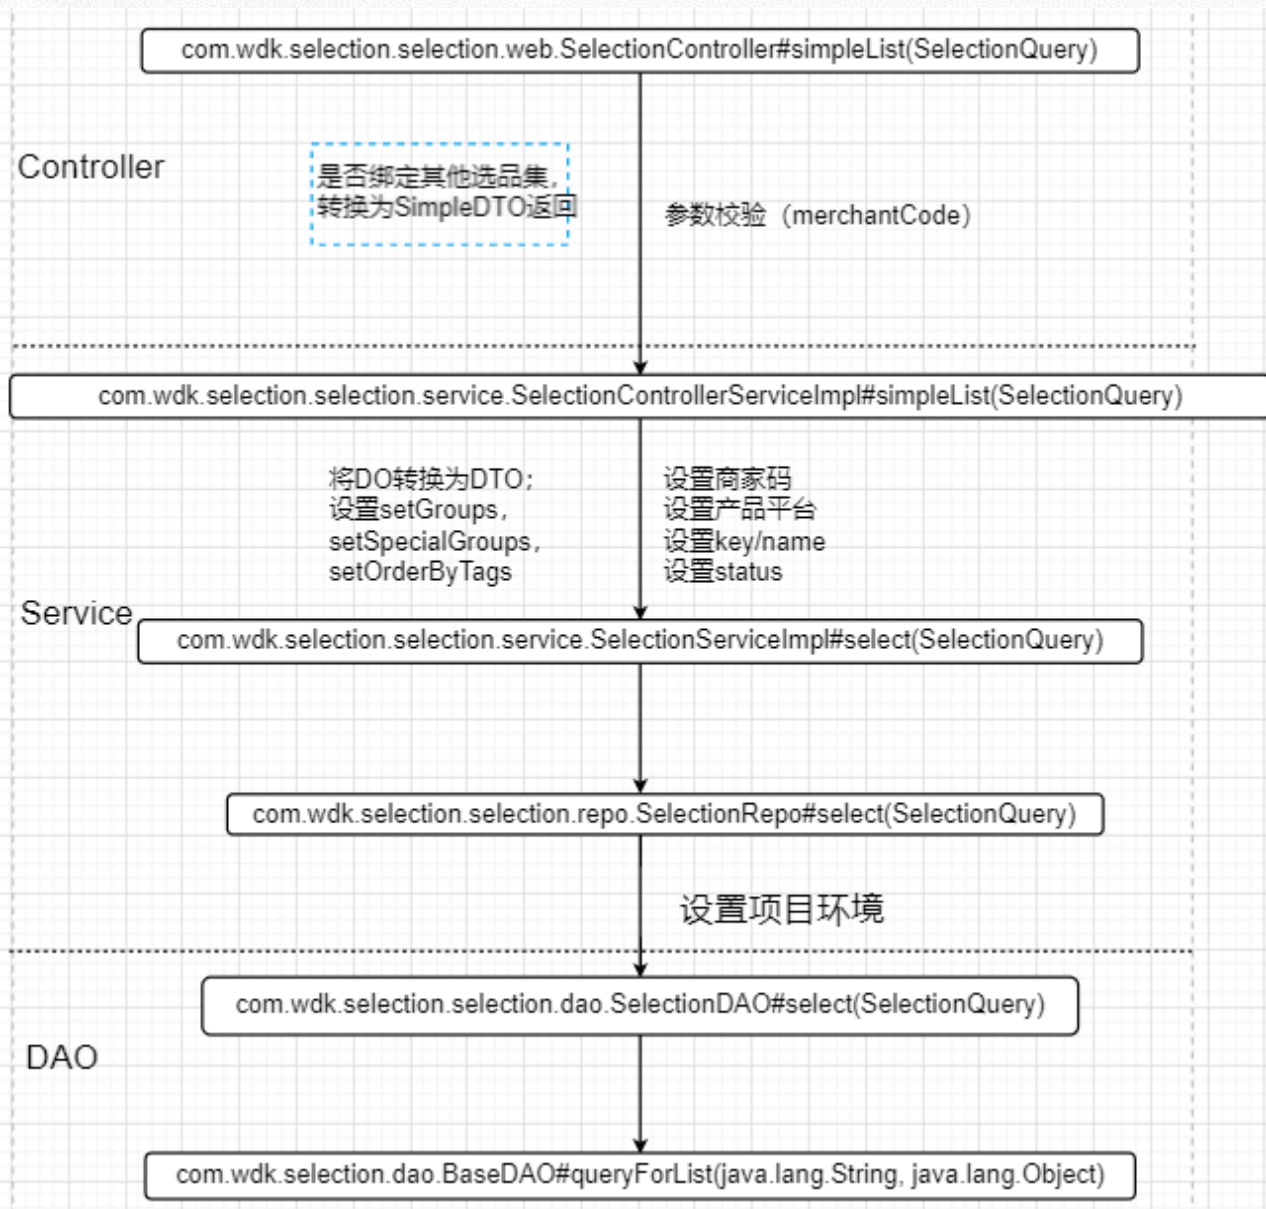 com.wdk.selection.selection.web.SelectionController#simpleList(SelectionQuery)
Controller
是否绑定其他选品集，
转换为SimpleDTO返回
参数校验（merchantCode）
com.wdk.selection.selection.service.SelectionControllerServiceImpl#simpleList(SelectionQuery)
将DO转换为DTO；
设置setGroups，
setSpecialGroups，
setOrderByTags
设置商家码
设置产品平台
设置key/name
设置status
Service
com.wdk.selection.selection.service.SelectionServiceImpl#select(SelectionQuery)
com.wdk.selection.selection.repo.SelectionRepo#select(SelectionQuery)
设置项目环境
com.wdk.selection.selection.dao.SelectionDAO#select(SelectionQuery)
DAO
com.wdk.selection.dao.BaseDAO#queryForList(java.lang.String, java.lang.Object)